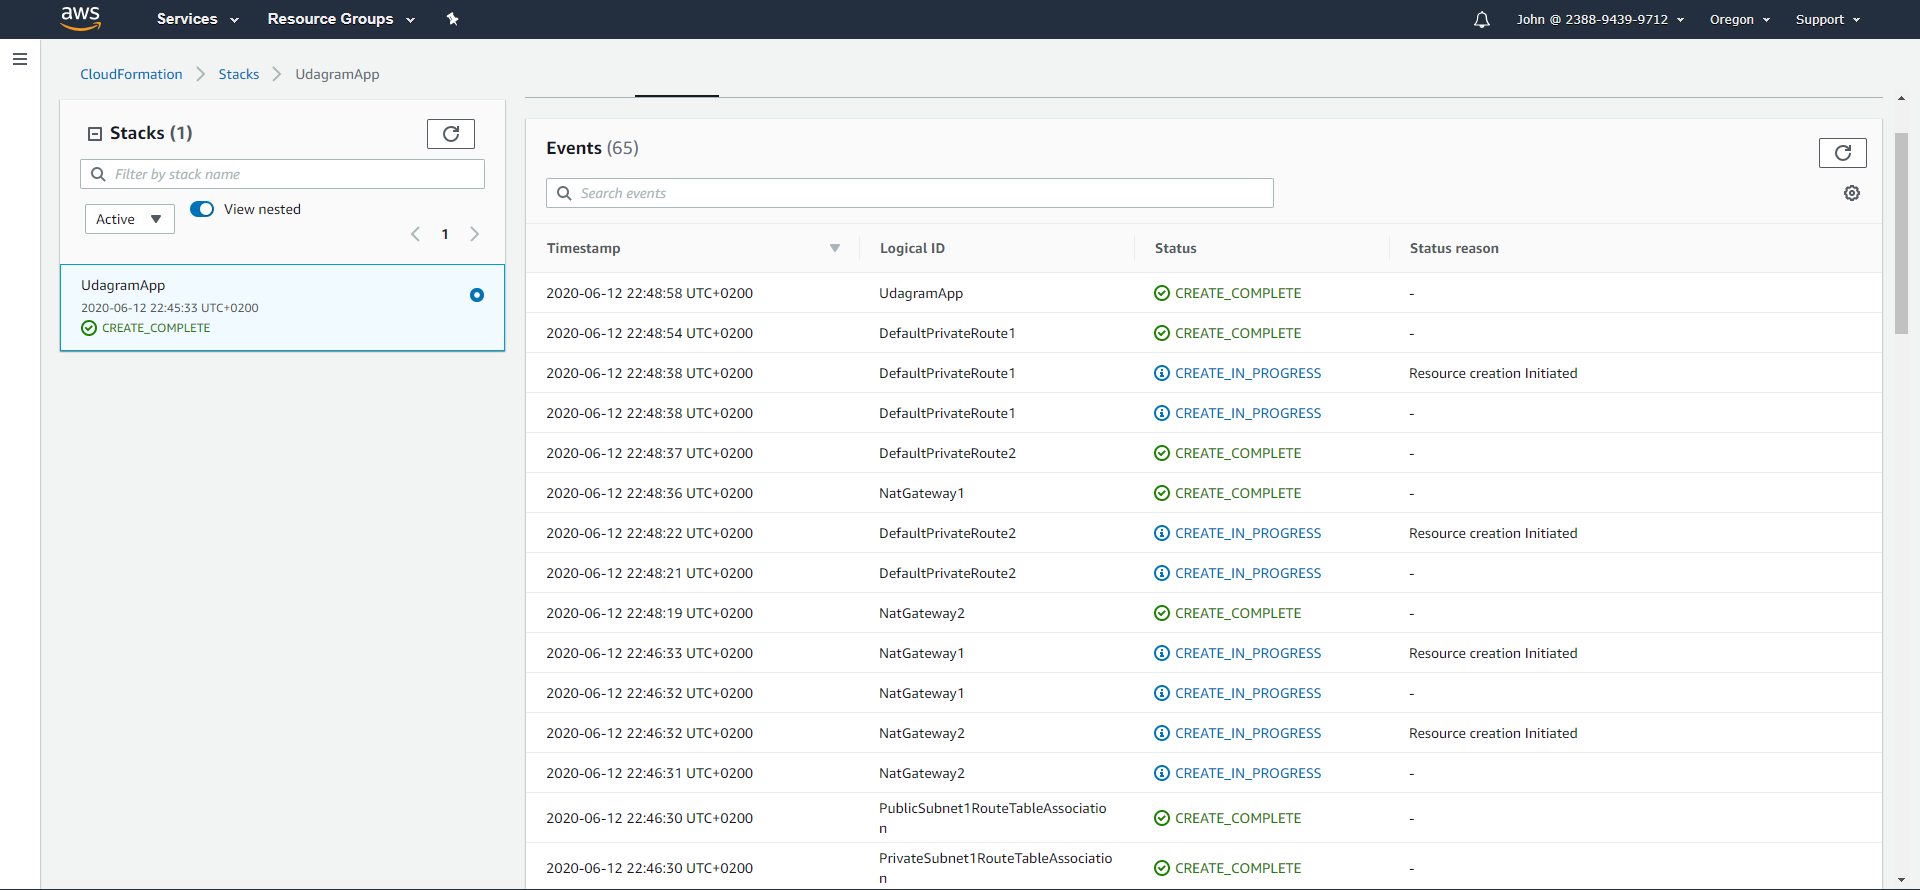 aws Services Resource Groups John @ 2388-9439-9712 Oregon Support
CloudFormation Stacks UdagramApp
Stacks (1)
Filter by stack name
Active View nested
1
UdagramApp
2020-06-12 22:45:33 UTC+0200
CREATE_COMPLETE
Events (65)
Search events
Timestamp Logical ID Status Status reason
2020-06-12 22:48:58 UTC+0200 UdagramApp CREATE_COMPLETE -
2020-06-12 22:48:54 UTC+0200 DefaultPrivateRoute1 CREATE_COMPLETE -
2020-06-12 22:48:38 UTC+0200 DefaultPrivateRoute1 CREATE_IN_PROGRESS Resource creation Initiated
2020-06-12 22:48:38 UTC+0200 DefaultPrivateRoute1 CREATE_IN_PROGRESS -
2020-06-12 22:48:37 UTC+0200 DefaultPrivateRoute2 CREATE_COMPLETE -
2020-06-12 22:48:36 UTC+0200 NatGateway1 CREATE_COMPLETE -
2020-06-12 22:48:22 UTC+0200 DefaultPrivateRoute2 CREATE_IN_PROGRESS Resource creation Initiated
2020-06-12 22:48:21 UTC+0200 DefaultPrivateRoute2 CREATE_IN_PROGRESS -
2020-06-12 22:48:19 UTC+0200 NatGateway2 CREATE_COMPLETE -
2020-06-12 22:46:33 UTC+0200 NatGateway1 CREATE_IN_PROGRESS Resource creation Initiated
2020-06-12 22:46:32 UTC+0200 NatGateway1 CREATE_IN_PROGRESS -
2020-06-12 22:46:32 UTC+0200 NatGateway2 CREATE_IN_PROGRESS Resource creation Initiated
2020-06-12 22:46:31 UTC+0200 NatGateway2 CREATE_IN_PROGRESS -
2020-06-12 22:46:30 UTC+0200 PublicSubnet1RouteTableAssociatio CREATE_COMPLETE -
n
2020-06-12 22:46:30 UTC+0200 PrivateSubnet1RouteTableAssociatio CREATE_COMPLETE -
n